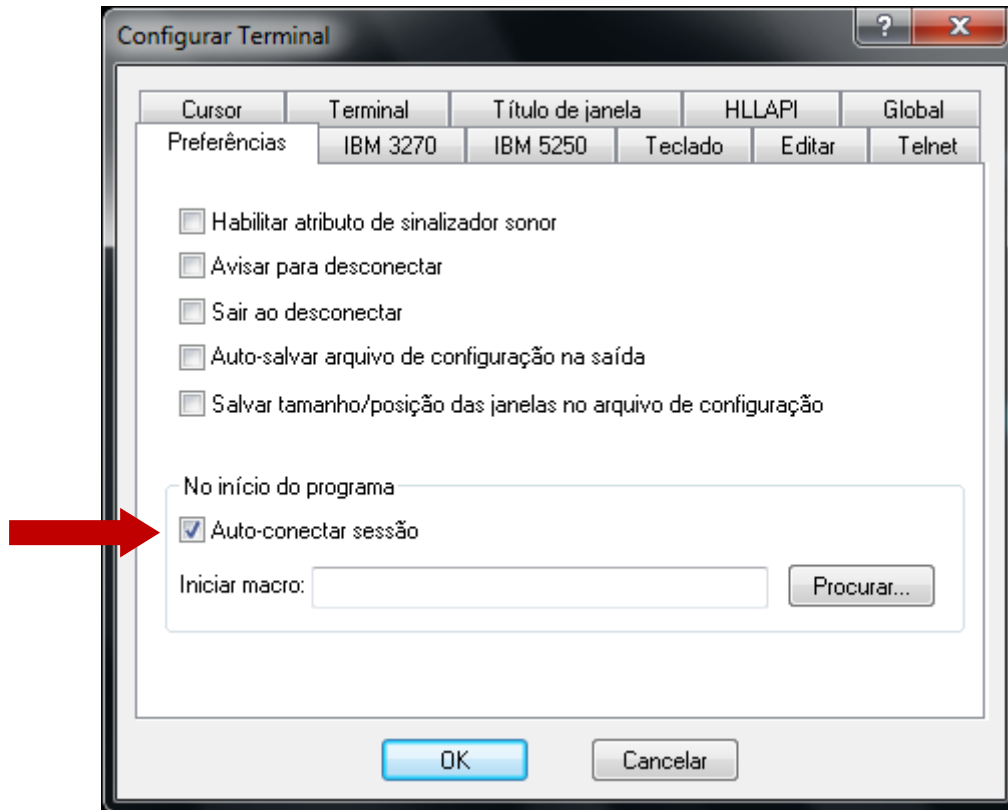 Configurar Terminal
?
X
Cursor
Terminal
Título de janela
HLLAPI
Global
Preferências
IBM 3270
IBM 5250
Teclado
Editar
Telnet
Habilitar atributo de sinalizador sonor
Avisar para desconectar
Sair ao desconectar
Auto-salvar arquivo de configuração na saída
Salvar tamanho/posição das janelas no arquivo de configuração
No início do programa
Auto-conectar sessão
Iniciar macro:
Procurar...
OK
Cancelar